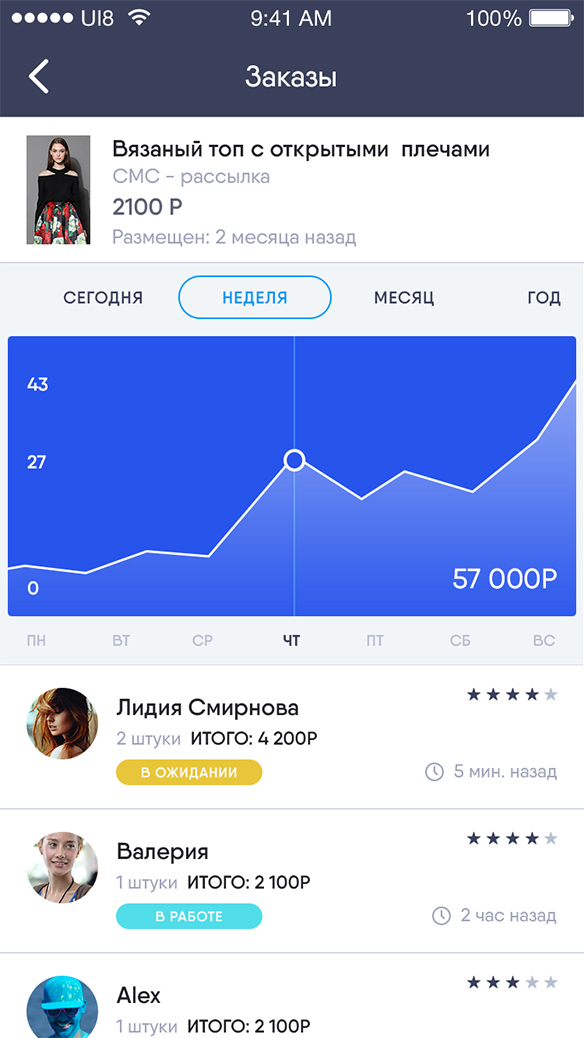 UI8 9:41 AM 100%
Заказы
Вязаный топ с открытыми плечами
СМС - рассылка
2100 Р
Размещен: 2 месяца назад
СЕГОДНЯ НЕДЕЛЯ МЕСЯЦ ГОД
43
27
57 000Р
0
ПН ВТ СР ЧТ ПТ СБ ВС
Лидия Смирнова
2 штуки ИТОГО: 4 200Р
В ОЖИДАНИИ 5 мин. назад
Валерия
1 штуки ИТОГО: 2 100Р
В РАБОТЕ 2 час назад
Alex
1 штуки ИТОГО: 2 100Р